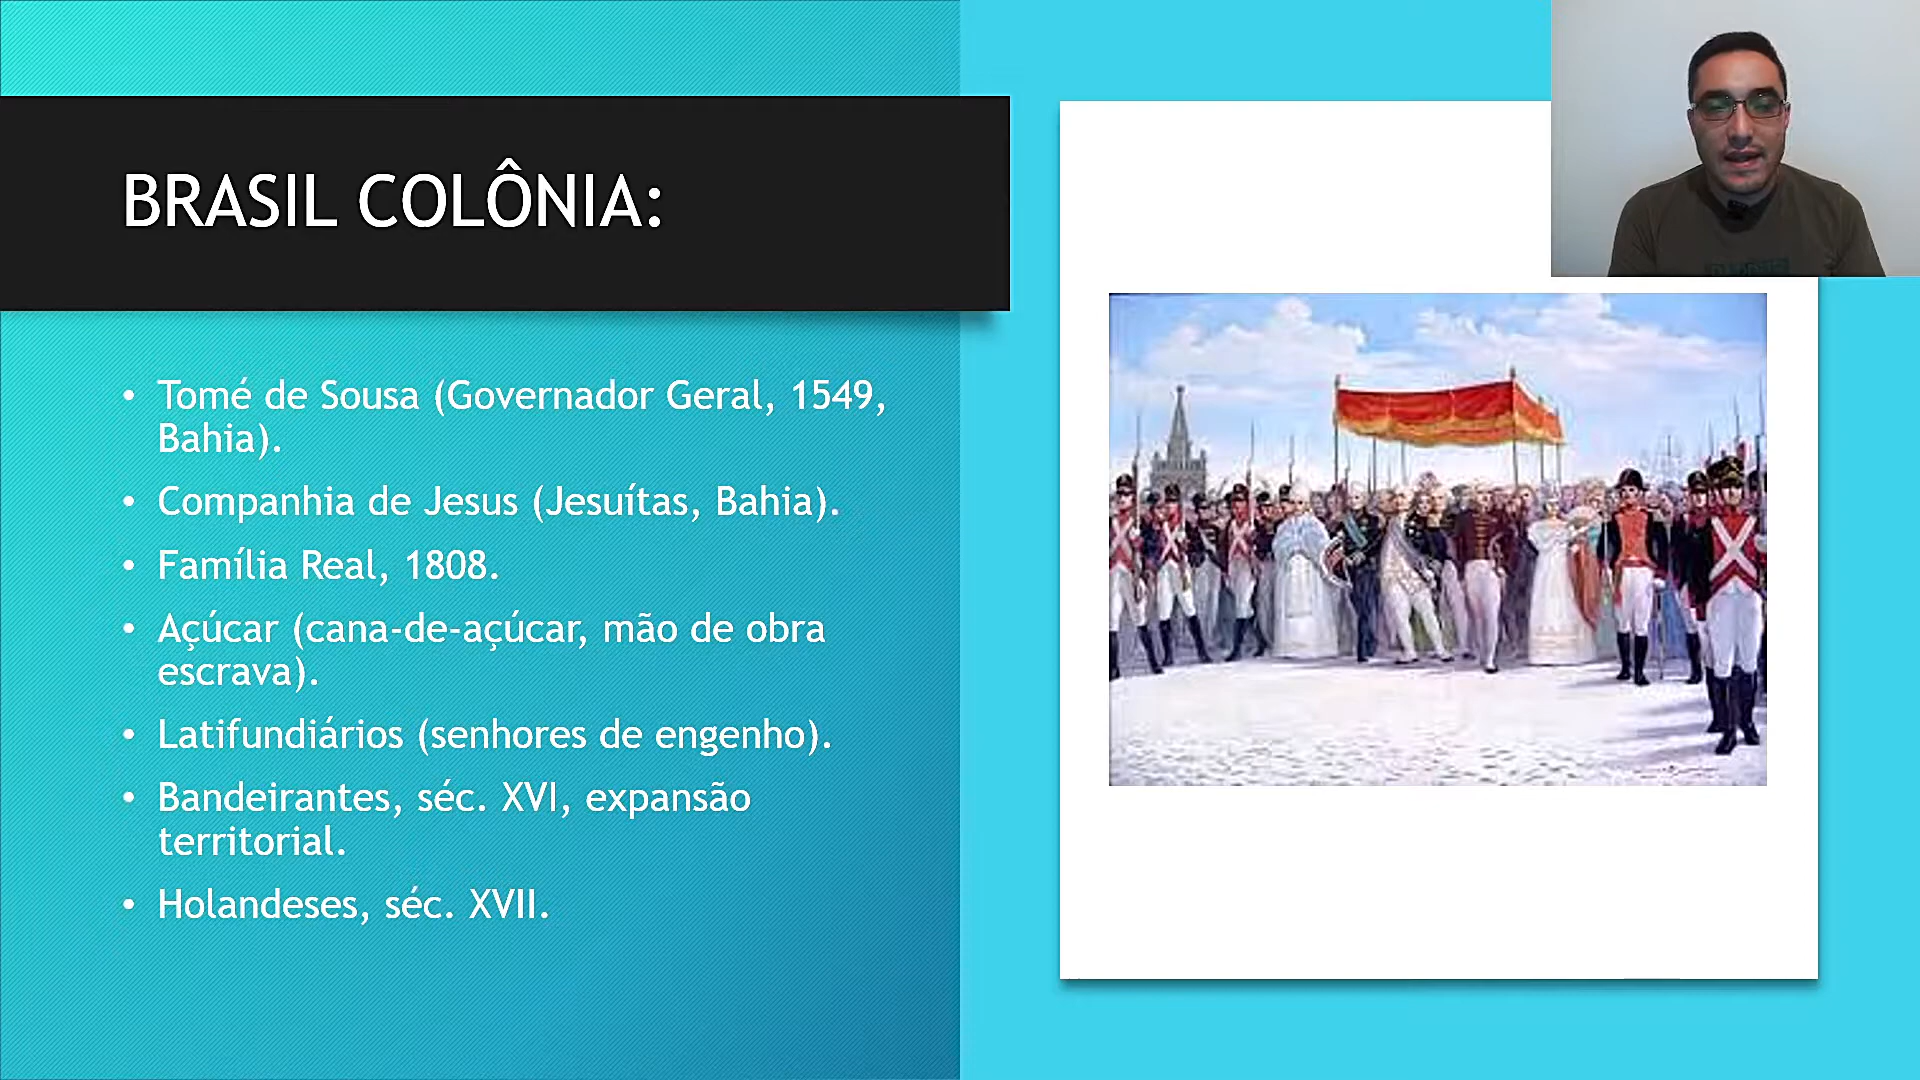 BRASIL COLÔNIA:
• Tomé de Sousa (Governador Geral, 1549,
Bahia).
• Companhia de Jesus (Jesuítas, Bahia).
• Família Real, 1808.
• Açúcar (cana-de-açúcar, mão de obra
escrava).
• Latifundiários (senhores de engenho).
• Bandeirantes, séc. XVI, expansão
territorial.
• Holandeses, séc. XVII.